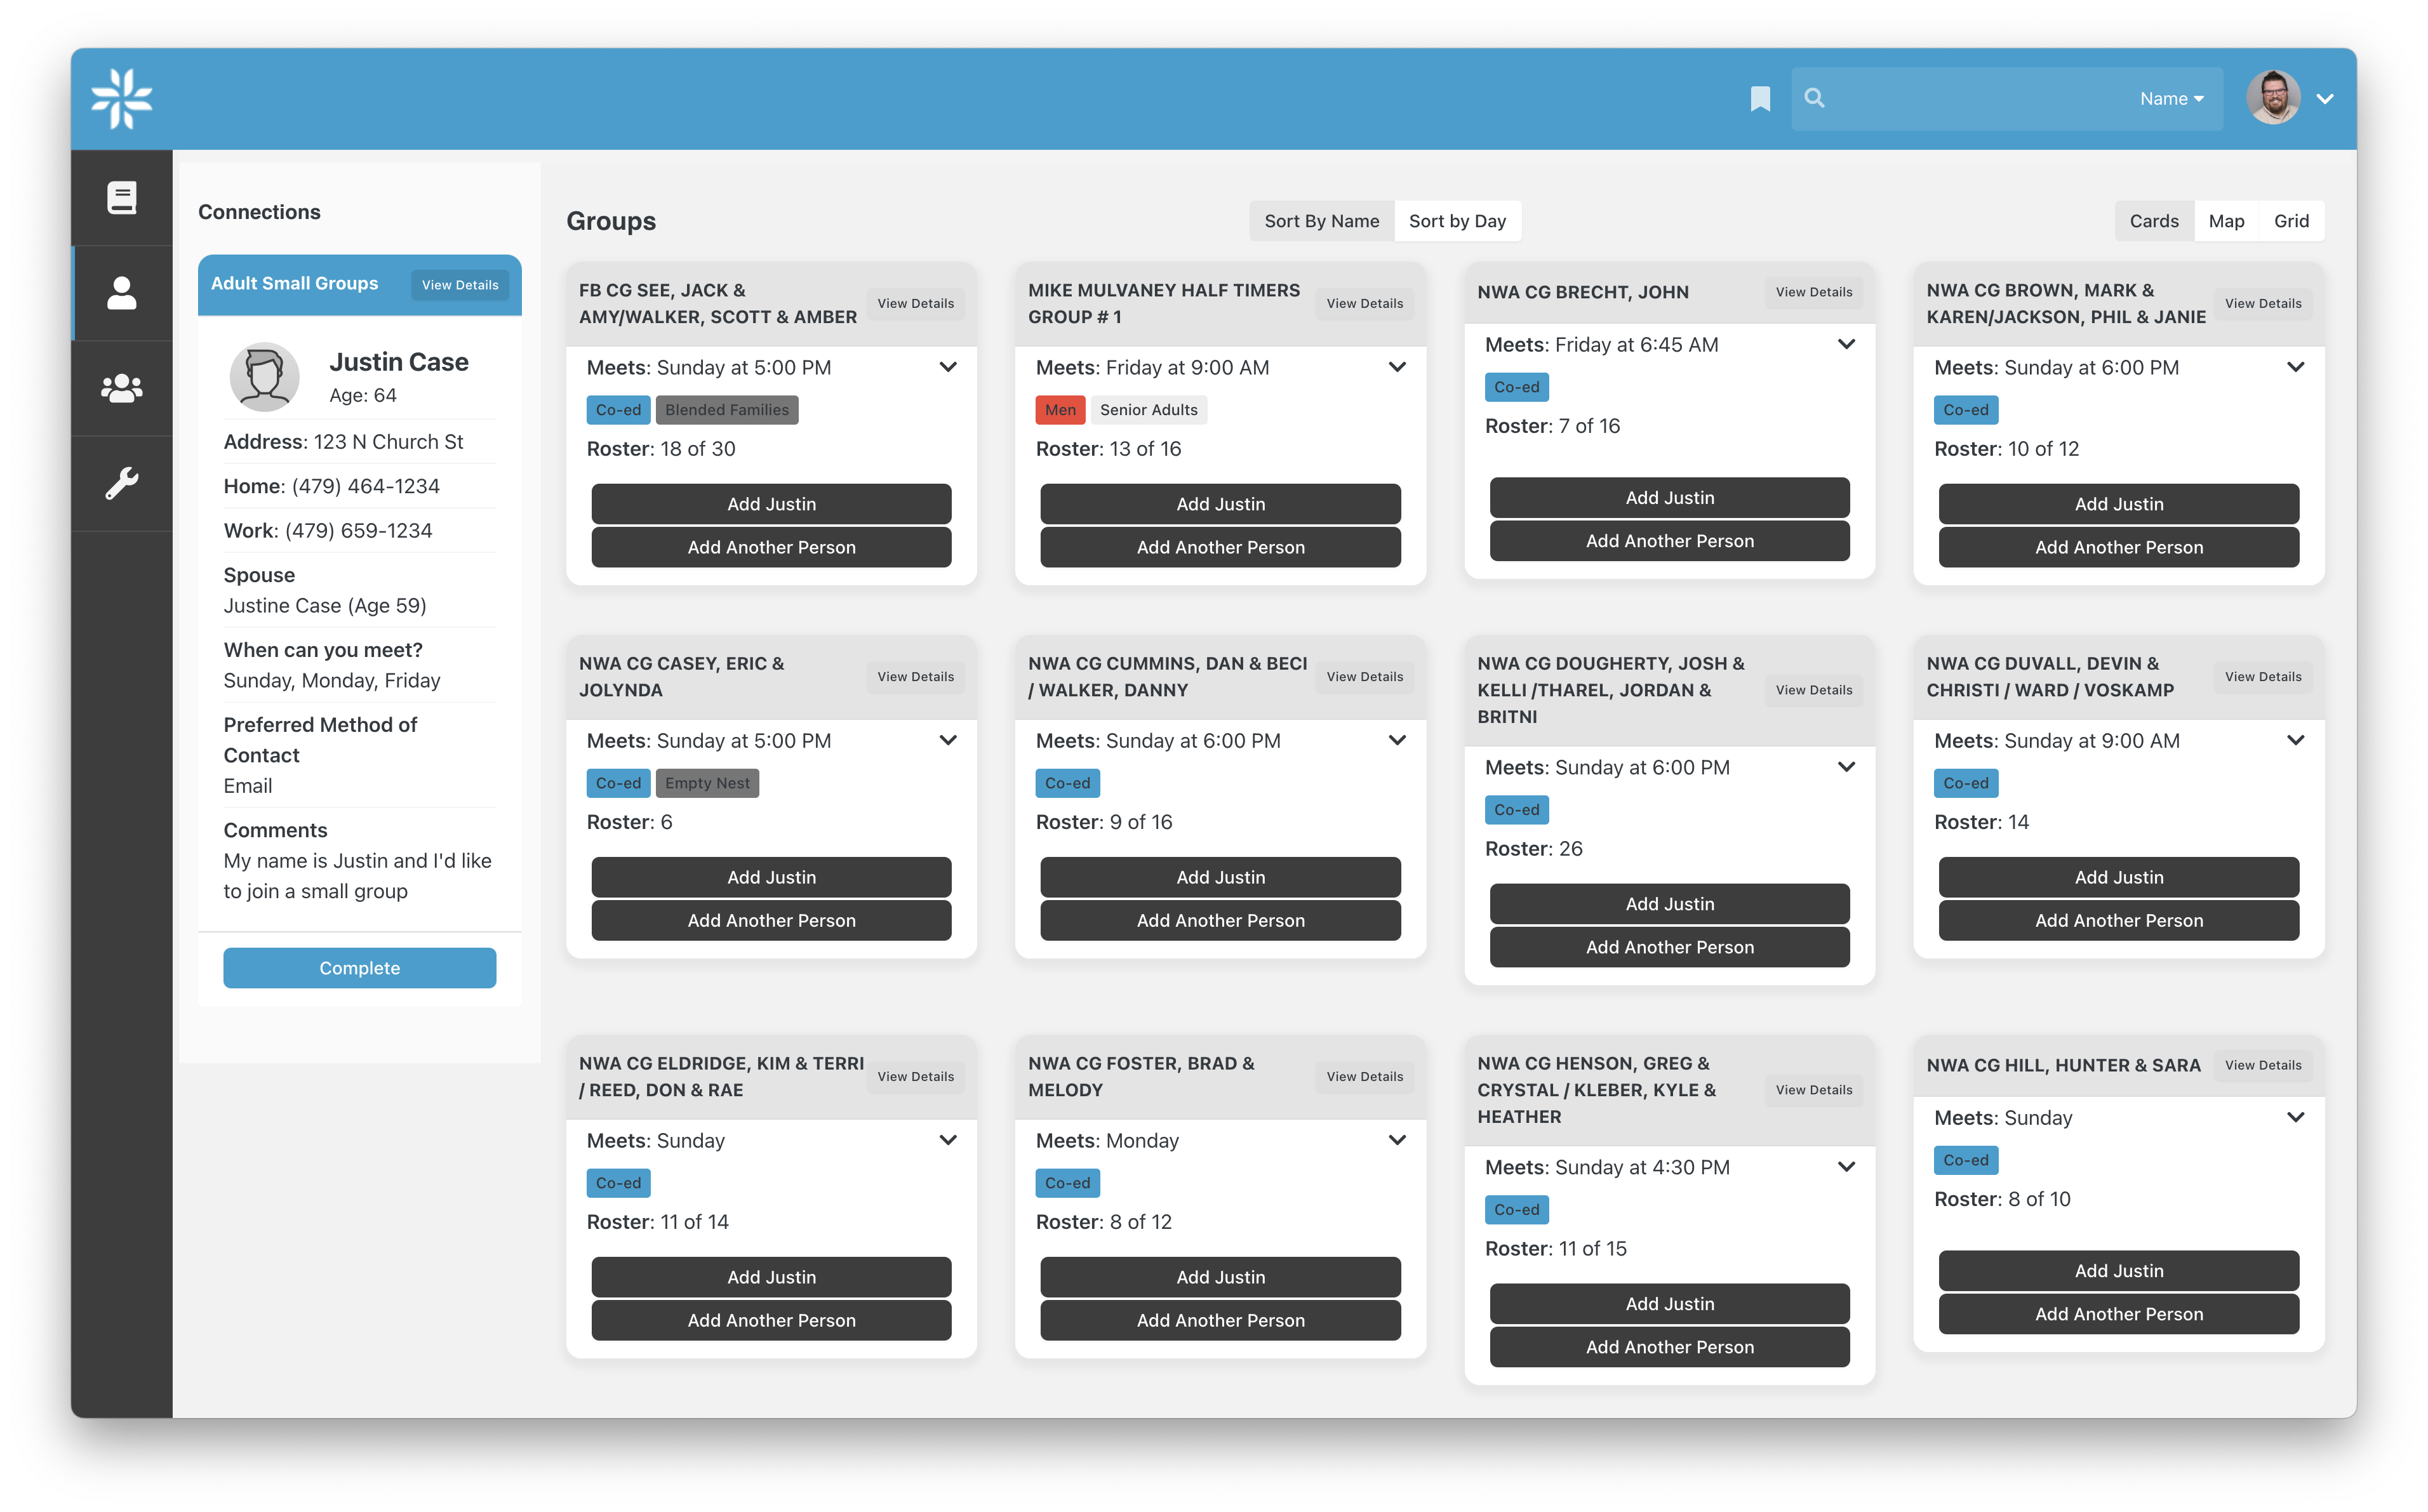 Name
Connections
Adult Small Groups
View Details
Justin Case
Age: 64
Address: 123 N Church St
Home: (479) 464-1234
Work: (479) 659-1234
Spouse
Justine Case (Age 59)
When can you meet?
Sunday, Monday, Friday
Preferred Method of
Contact
Email
Comments
My name is Justin and I'd like
to join a small group
Complete
Groups
Sort By Name
Sort by Day
Cards
Map
Grid
FB CG SEE, JACK &
AMY/WALKER, SCOTT & AMBER
View Details
Meets: Sunday at 5:00 PM
Co-ed
Blended Families
Roster: 18 of 30
Add Justin
Add Another Person
MIKE MULVANEY HALF TIMERS
GROUP # 1
View Details
Meets: Friday at 9:00 AM
Men
Senior Adults
Roster: 13 of 16
Add Justin
Add Another Person
NWA CG BRECHT, JOHN
View Details
Meets: Friday at 6:45 AM
Co-ed
Roster: 7 of 16
Add Justin
Add Another Person
NWA CG BROWN, MARK &
KAREN/JACKSON, PHIL & JANIE
View Details
Meets: Sunday at 6:00 PM
Co-ed
Roster: 10 of 12
Add Justin
Add Another Person
NWA CG CASEY, ERIC &
JOLYNDA
View Details
Meets: Sunday at 5:00 PM
Co-ed
Empty Nest
Roster: 6
Add Justin
Add Another Person
NWA CG CUMMINS, DAN & BECI
/ WALKER, DANNY
View Details
Meets: Sunday at 6:00 PM
Co-ed
Roster: 9 of 16
Add Justin
Add Another Person
NWA CG DOUGHERTY, JOSH &
KELLI /THAREL, JORDAN &
BRITNI
View Details
Meets: Sunday at 6:00 PM
Co-ed
Roster: 26
Add Justin
Add Another Person
NWA CG DUVALL, DEVIN &
CHRISTI / WARD / VOSKAMP
View Details
Meets: Sunday at 9:00 AM
Co-ed
Roster: 14
Add Justin
Add Another Person
NWA CG ELDRIDGE, KIM & TERRI
/ REED, DON & RAE
View Details
Meets: Sunday
Co-ed
Roster: 11 of 14
Add Justin
Add Another Person
NWA CG FOSTER, BRAD &
MELODY
View Details
Meets: Monday
Co-ed
Roster: 8 of 12
Add Justin
Add Another Person
NWA CG HENSON, GREG &
CRYSTAL / KLEBER, KYLE &
HEATHER
View Details
Meets: Sunday at 4:30 PM
Co-ed
Roster: 11 of 15
Add Justin
Add Another Person
NWA CG HILL, HUNTER & SARA
View Details
Meets: Sunday
Co-ed
Roster: 8 of 10
Add Justin
Add Another Person